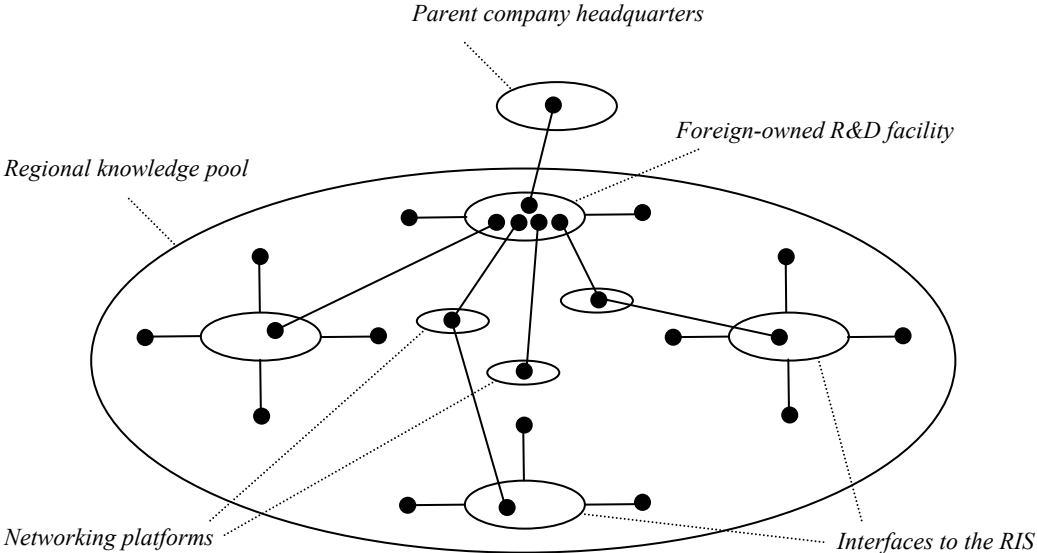 Parent company headquarters
Foreign-owned R&D facility
Regional knowledge pool
Networking platforms
Interfaces to the RIS